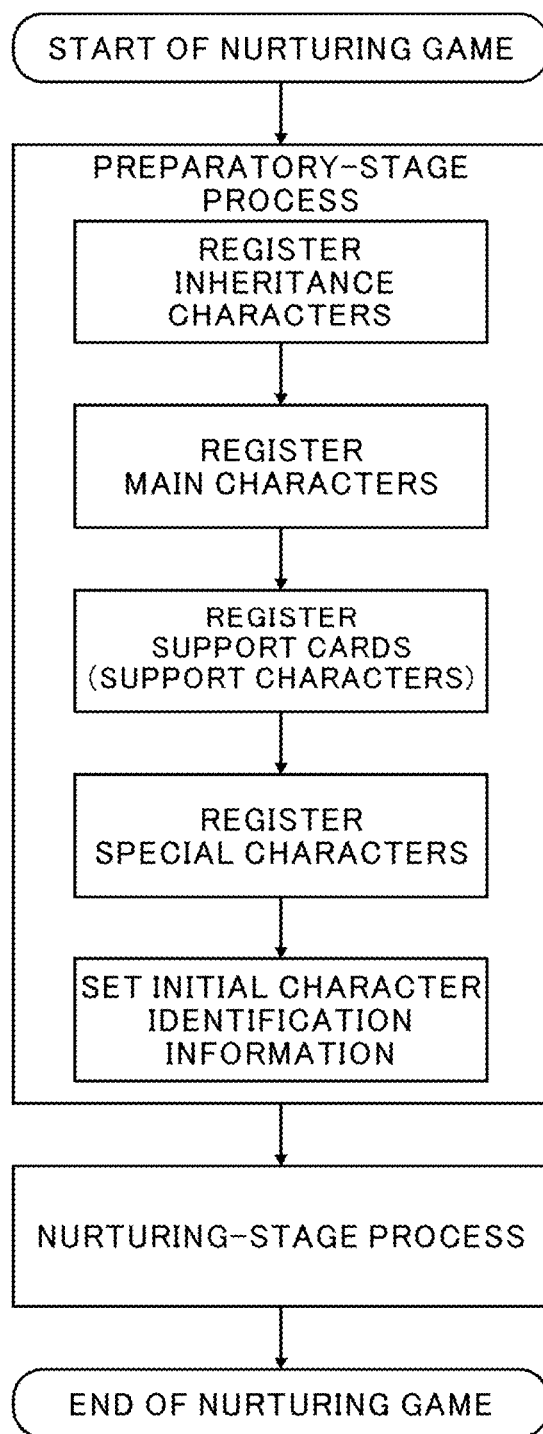 START OF NURTURING GAME
PREPARATORY-STAGE
PROCESS
REGISTER
INHERITANCE
CHARACTERS
REGISTER
MAIN CHARACTERS
REGISTER
SUPPORT CARDS
(SUPPORT CHARACTERS)
REGISTER
SPECIAL CHARACTERS
SET INITIAL CHARACTER
IDENTIFICATION
INFORMATION
NURTURING-STAGE PROCESS
END OF NURTURING GAME